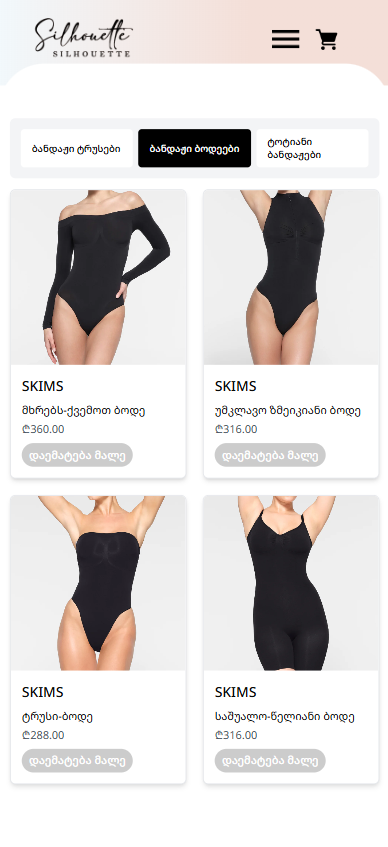 Silhouette
SILHOUETTE
ბანდაჟი ტრუსები
ბანდაჟი ბოდეები
ტოტიანი
ბანდაჟები
SKIMS
მხრებს-ქვემოთ ბოდე
₾360.00
დაემატება მალე
SKIMS
უმკლავო ზმეიკიანი ბოდე
₾316.00
დაემატება მალე
SKIMS
ტრუსი-ბოდე
₾288.00
დაემატება მალე
SKIMS
საშუალო-წელიანი ბოდე
₾316.00
დაემატება მალე